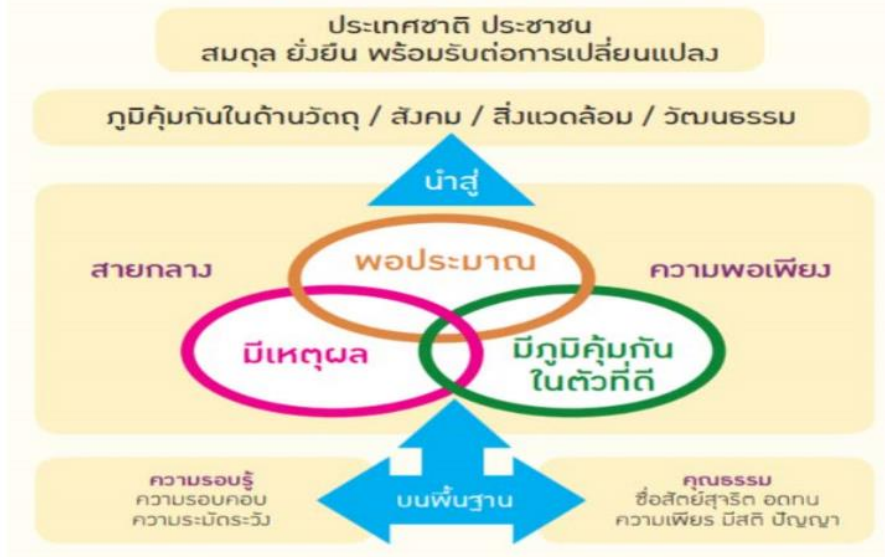 ประเทศชาติ ประชาชน
สมดุล ยั่งยืน พร้อมรับต่อการเปลี่ยนแปลง
ภูมิคุ้มกันในด้านวัตถุ / สังคม / สิ่งแวดล้อม / วัฒนธรรม
นำสู่
สายกลาง
พอประมาณ
ความพอเพียง
มีเหตุผล
มีภูมิคุ้มกัน
ในตัวที่ดี
ความรอบรู้
ความรอบคอบ
ความระมัดระวัง
บนพื้นฐาน
คุณธรรม
ซื่อสัตย์สุจริต อดทน
ความเพียร มีสติ ปัญญา